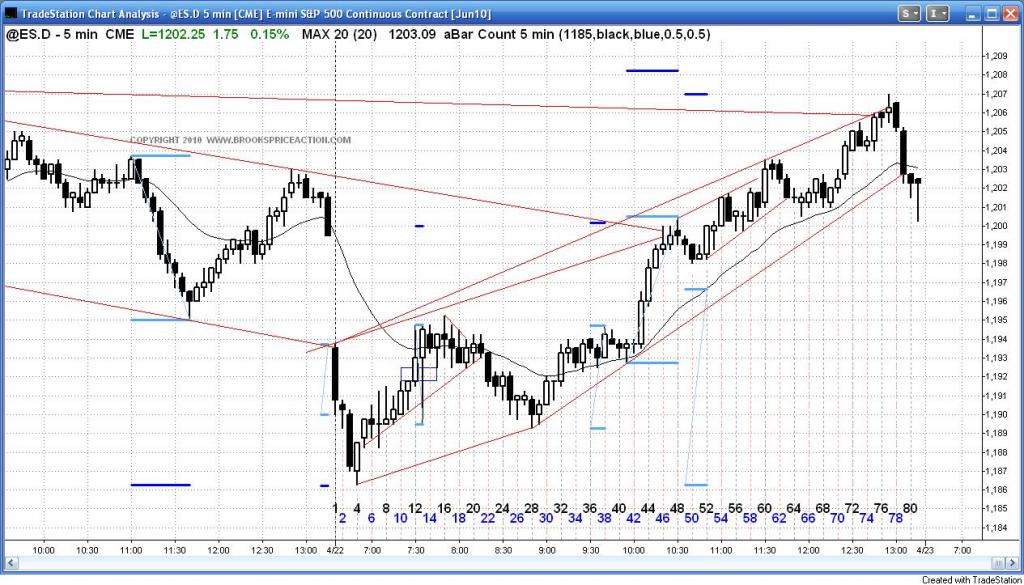 TradeStation Chart Analysis - @ES.D 5 min [CME] E-mini S&P 500 Continuous Contract [Jun10]
S
I
@ES.D - 5 min CME L=1202.25 1.75 0.15% MAX 20 (20) 1203.09 aBar Count 5 min (1185,black,blue,0.5,0.5)
1,209
1,208
1,207
1,206
1,205
COPYRIGHT 2010 WWW.BROOKSPRICEACTION.COM
1,204
1,203
1,202
1,201
1,200
1,199
1,198
1,197
1,196
1,195
1,194
1,193
1,192
1,191
1,190
1,189
1,188
1,187
1,186
1,185
1,184
1 4 8 12 16 20 24 28 32 36 40 44 48 52 56 60 64 68 72 76 80
2 6 10 14 18 22 26 30 34 38 42 46 50 54 58 62 66 70 74 78
10:00 10:30 11:00 11:30 12:00 12:30 13:00 4/22 7:00 7:30 8:00 8:30 9:00 9:30 10:00 10:30 11:00 11:30 12:00 12:30 13:00 4/23 7:00
Created with TradeStation